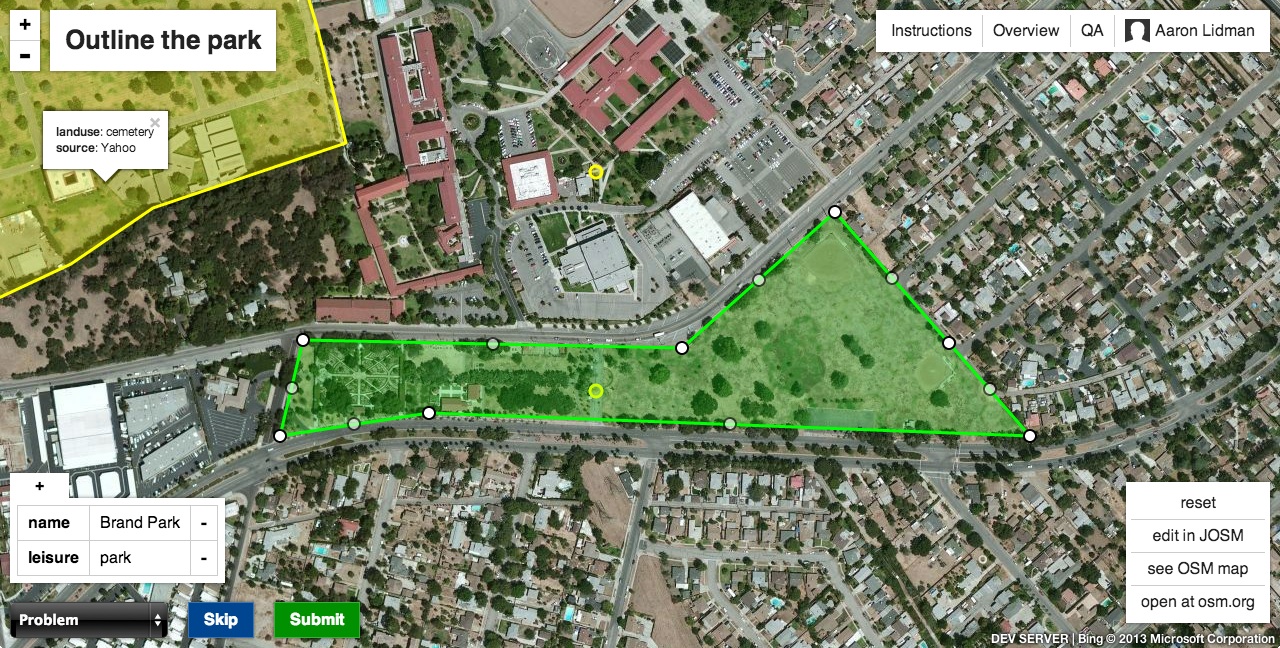 +
-
Outline the park
Instructions
Overview
QA
Aaron Lidman
landuse: cemetery
source: Yahoo
×
+
name Brand Park -
leisure park -
Problem
Skip
Submit
reset
edit in JOSM
see OSM map
open at osm.org
DEV SERVER | Bing © 2013 Microsoft Corporation